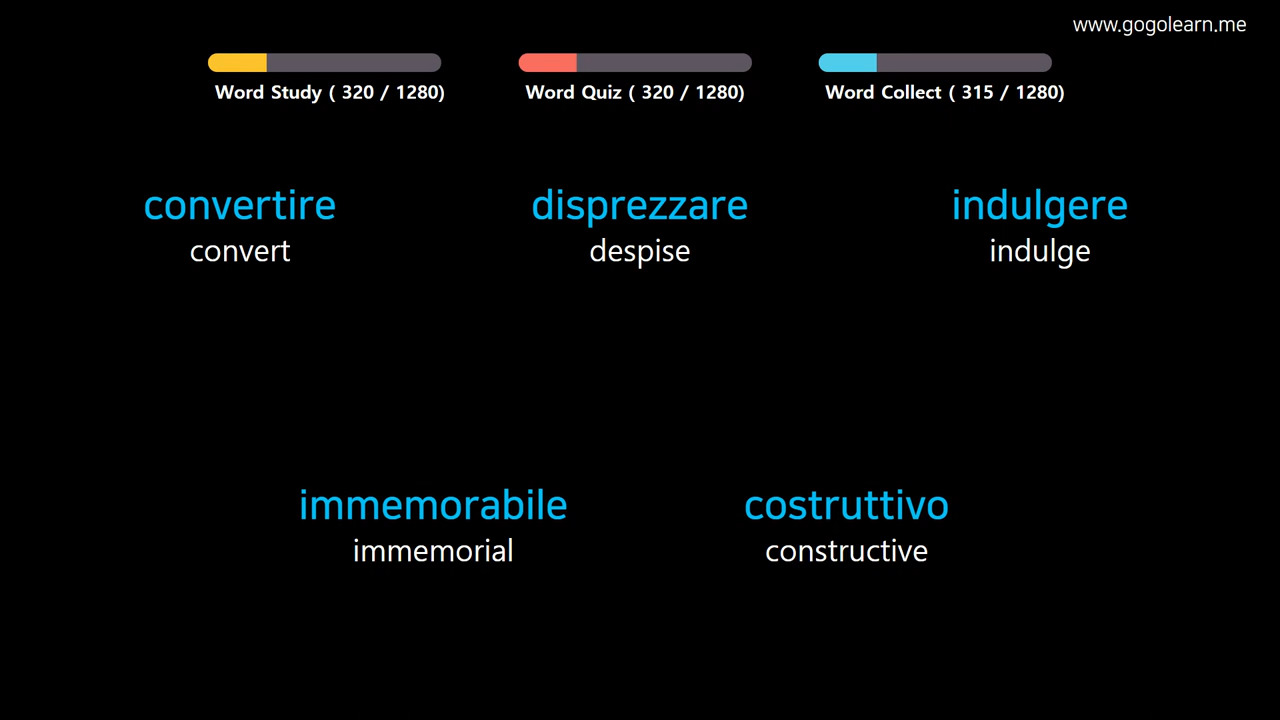 www.gogolearn.me
Word Study ( 320 / 1280)
Word Quiz ( 320 / 1280)
Word Collect ( 315 / 1280)
convertire
convert
disprezzare
despise
indulgere
indulge
immemorabile
immemorial
costruttivo
constructive